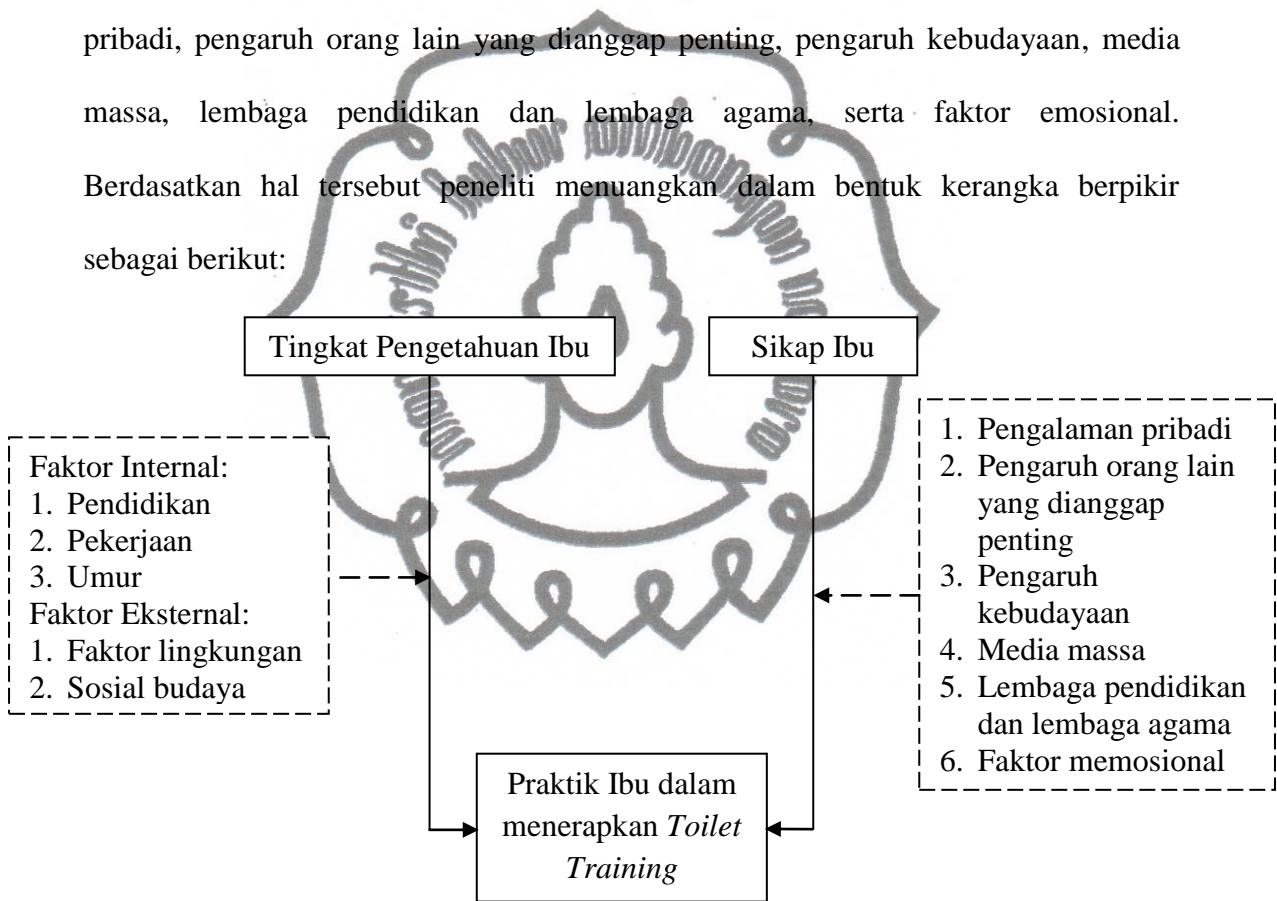 pribadi, pengaruh orang lain yang dianggap penting, pengaruh kebudayaan, media
massa, lembaga pendidikan dan lembaga agama, serta faktor emosional.
Berdasatkan hal tersebut peneliti menuangkan dalam bentuk kerangka berpikir
sebagai berikut:
Tingkat Pengetahuan Ibu
Sikap Ibu
Faktor Internal:
1. Pendidikan
2. Pekerjaan
3. Umur
Faktor Eksternal:
1. Faktor lingkungan
2. Sosial budaya
1. Pengalaman pribadi
2. Pengaruh orang lain
yang dianggap
penting
3. Pengaruh
kebudayaan
4. Media massa
5. Lembaga pendidikan
dan lembaga agama
6. Faktor memosional
Praktik Ibu dalam
menerapkan Toilet
Training